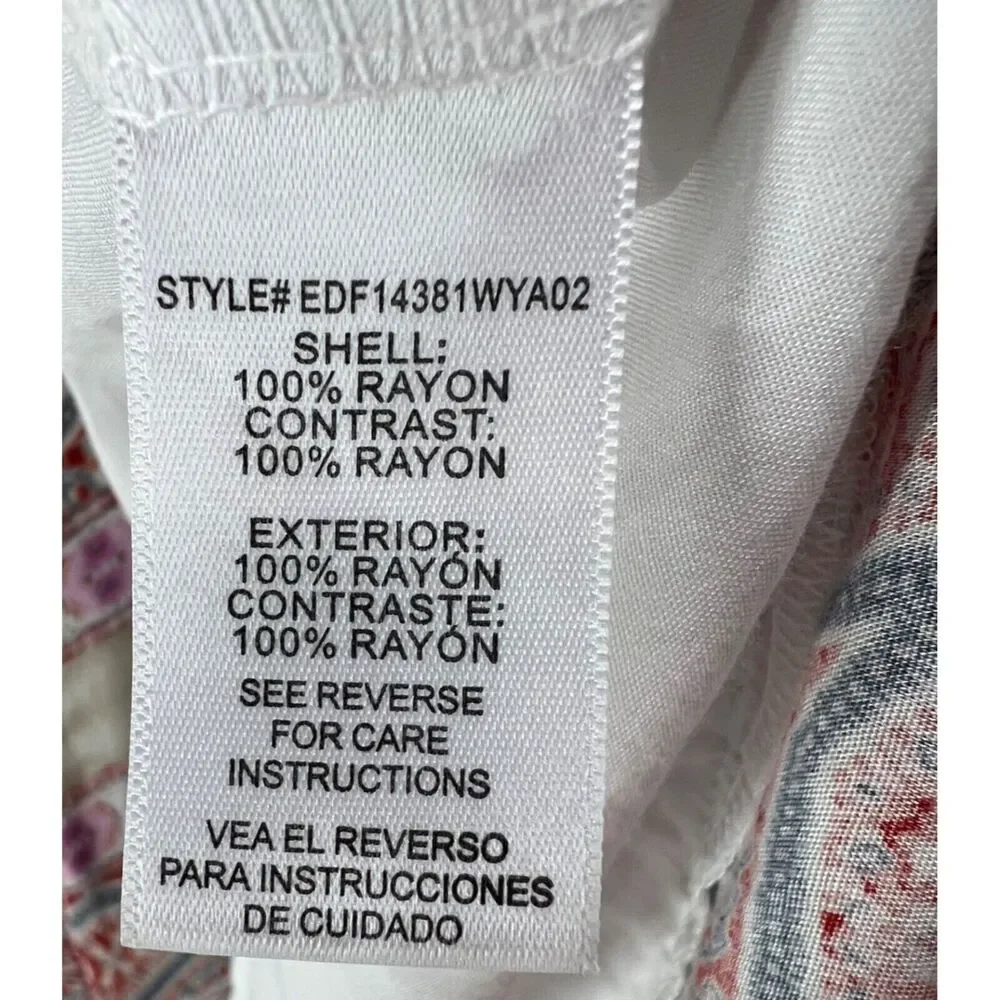 STYLE# EDF14381WYA02
SHELL:
100% RAYON
CONTRAST:
100% RAYON
EXTERIOR:
100% RAYÓN
CONTRASTE:
100% RAYÓN
SEE REVERSE
FOR CARE
INSTRUCTIONS
VEA EL REVERSO
PARA INSTRUCCIONES
DE CUIDADO